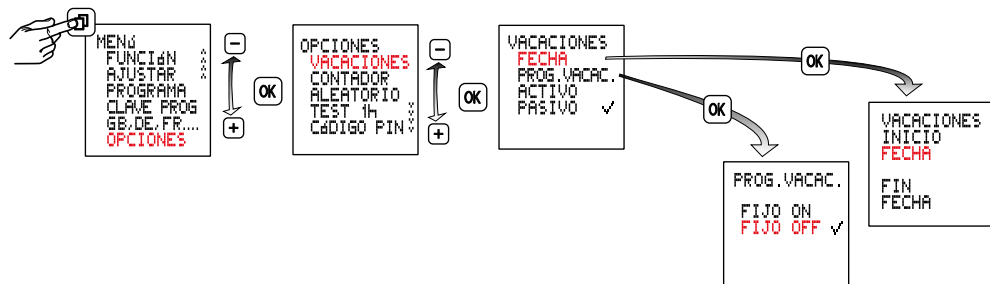 MENú
FUNCIóN
AJUSTAR
PROGRAMA
CLAVE PROG
GB,DE,FR....
OPCIONES
−
+
OK
OPCIONES
VACACIONES
CONTADOR
ALEATORIO
TEST 1h
CóDIGO PIN
−
+
OK
VACACIONES
FECHA
PROG.VACAC.
ACTIVO
PASIVO ✓
OK
OK
PROG.VACAC.
FIJO ON
FIJO OFF ✓
VACACIONES
INICIO
FECHA
FIN
FECHA